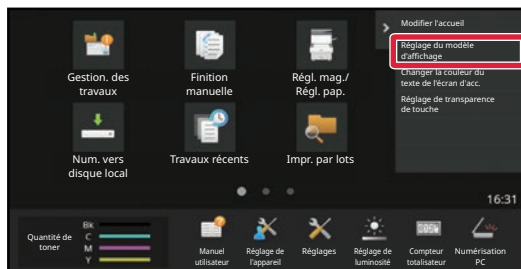 Modifier l'accueil
Réglage du modèle
d'affichage
Changer la couleur du
texte de l'écran d'acc.
Réglage de transparence
de touche
Gestion. des
travaux
Finition
manuelle
Régl. mag./
Régl. pap.
Num. vers
disque local
Travaux récents
Impr. par lots
16:31
Quantité de
toner
Bk
C
M
Y
Manuel
utilisateur
Réglage de
l'appareil
Réglages
Réglage de
luminosité
Compteur
totalisateur
Numérisation
PC